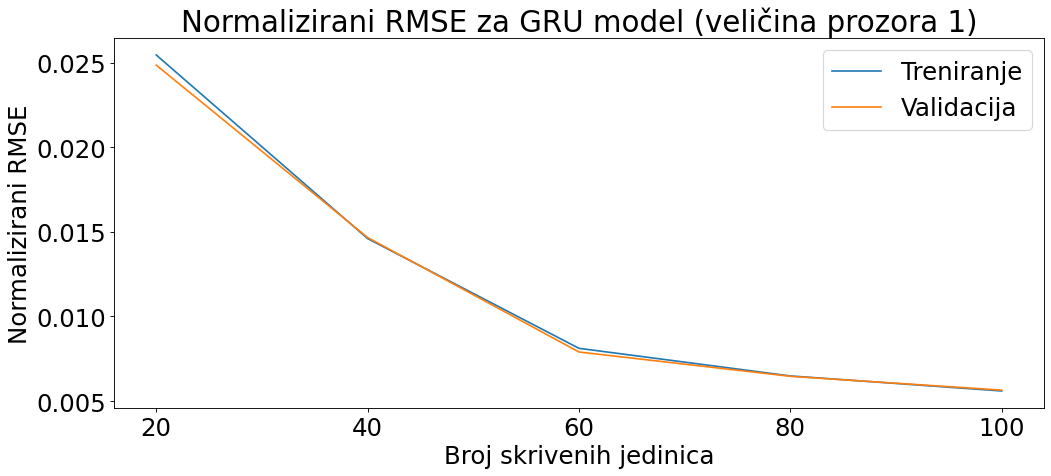 Normalizirani RMSE za GRU model (veličina prozora 1)
Treniranje
Validacija
Normalizirani RMSE
0.025
0.020
0.015
0.010
0.005
20 40 60 80 100
Broj skrivenih jedinica